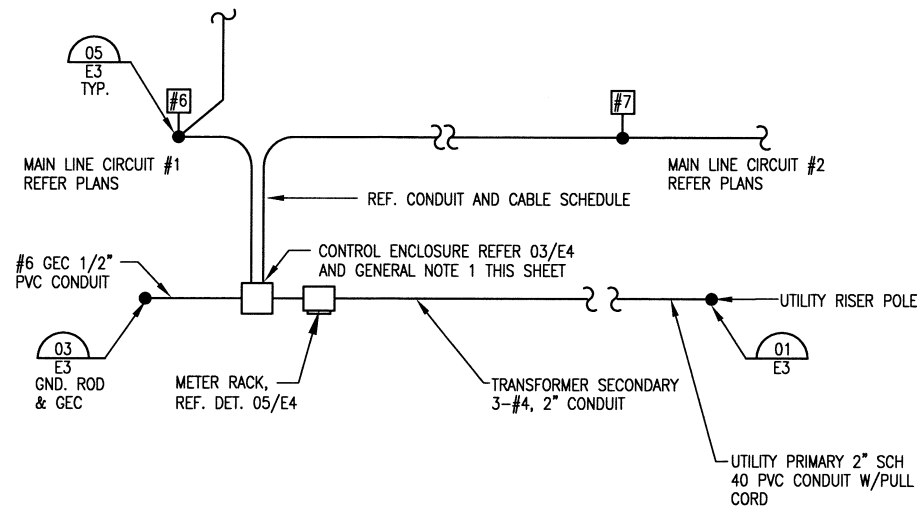 05
E3
TYP.
#6
#7
MAIN LINE CIRCUIT #1
REFER PLANS
MAIN LINE CIRCUIT #2
REFER PLANS
REF. CONDUIT AND CABLE SCHEDULE
CONTROL ENCLOSURE REFER 03/E4
AND GENERAL NOTE 1 THIS SHEET
#6 GEC 1/2"
PVC CONDUIT
UTILITY RISER POLE
03
E3
GND. ROD
& GEC
METER RACK,
REF. DET. 05/E4
TRANSFORMER SECONDARY
3-#4, 2" CONDUIT
01
E3
UTILITY PRIMARY 2" SCH
40 PVC CONDUIT W/PULL
CORD